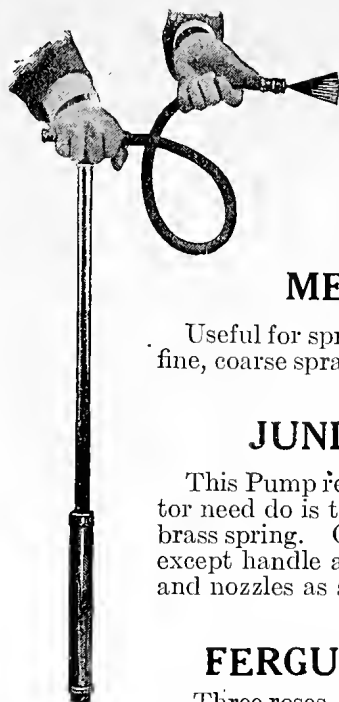 ME
Useful for spr
fine, coarse spra
JUNI
This Pump re
tor need do is t
brass spring. C
except handle a
and nozzles as s
FERGU
Three roses